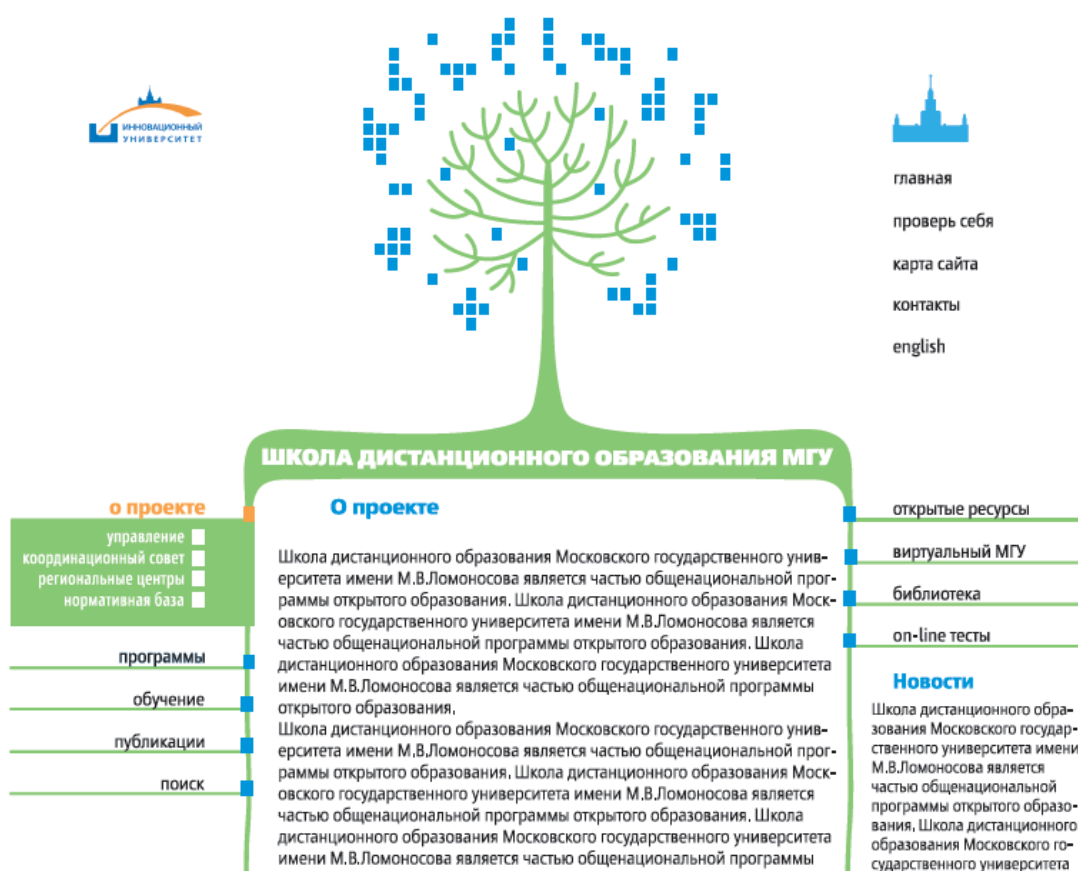 ИННОВАЦИОННЫЙ
УНИВЕРСИТЕТ
главная
проверь себя
карта сайта
контакты
english
ШКОЛА ДИСТАНЦИОННОГО ОБРАЗОВАНИЯ МГУ
о проекте
управление
координационный совет
региональные центры
нормативная база
программы
обучение
публикации
поиск
О проекте
Школа дистанционного образования Московского государственного унив-
ерситета имени М.В.Ломоносова является частью общенациональной прог-
раммы открытого образования. Школа дистанционного образования Моск-
овского государственного университета имени М.В.Ломоносова является
частью общенациональной программы открытого образования. Школа
дистанционного образования Московского государственного университета
имени М.В.Ломоносова является частью общенациональной программы
открытого образования.
Школа дистанционного образования Московского государственного унив-
ерситета имени М.В.Ломоносова является частью общенациональной прог-
раммы открытого образования. Школа дистанционного образования Моск-
овского государственного университета имени М.В.Ломоносова является
частью общенациональной программы открытого образования. Школа
дистанционного образования Московского государственного университета
имени М.В.Ломоносова является частью общенациональной программы
открытые ресурсы
виртуальный МГУ
библиотека
on-line тесты
Новости
Школа дистанционного обра-
зования Московского государ-
ственного университета имени
М.В.Ломоносова является
частью общенациональной
программы открытого образо-
вания. Школа дистанционного
образования Московского го-
сударственного университета